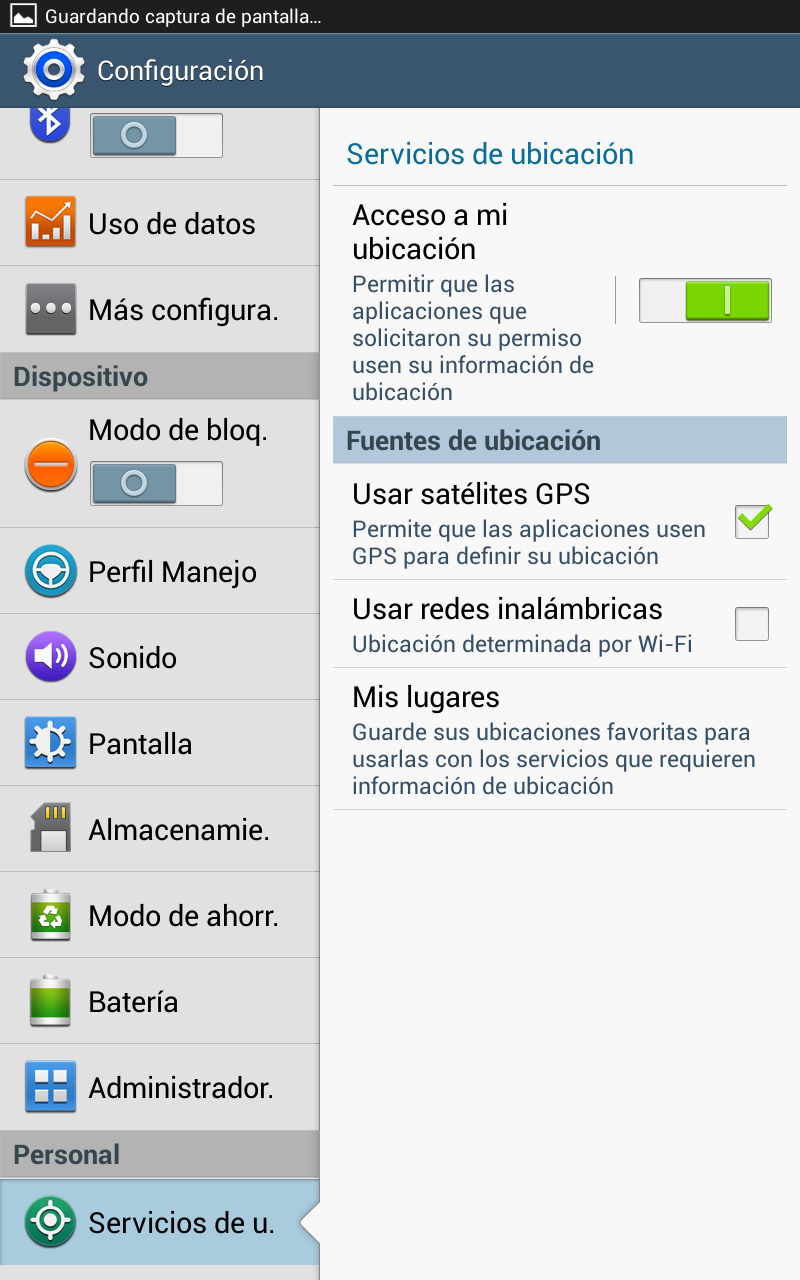 Guardando captura de pantalla...
Configuración
Uso de datos
Más configura.
Dispositivo
Modo de bloq.
Perfil Manejo
Sonido
Pantalla
Almacenamie.
Modo de ahorr.
Batería
Administrador.
Personal
Servicios de u.
Servicios de ubicación
Acceso a mi
ubicación
Permitir que las
aplicaciones que
solicitaron su permiso
usen su información de
ubicación
Fuentes de ubicación
Usar satélites GPS
Permite que las aplicaciones usen
GPS para definir su ubicación
Usar redes inalámbricas
Ubicación determinada por Wi-Fi
Mis lugares
Guarde sus ubicaciones favoritas para
usarlas con los servicios que requieren
información de ubicación